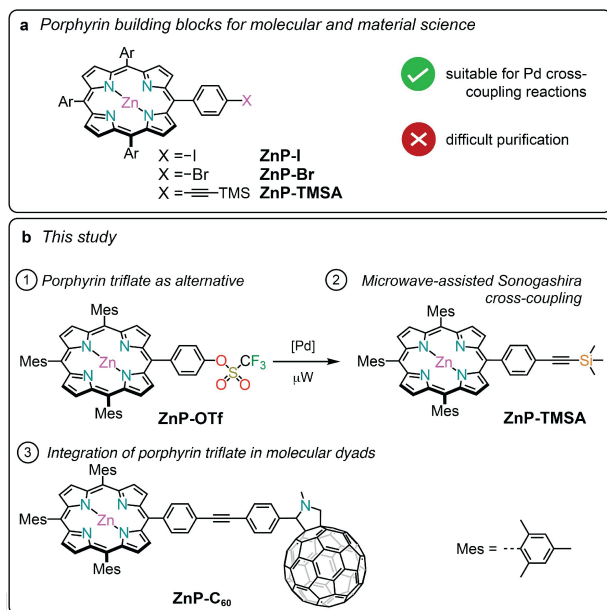 a Porphyrin building blocks for molecular and material science
Ar
N N
Ar Zn X
N N
Ar
X =–I ZnP-I
X =–Br ZnP-Br
X = TMS ZnP-TMSA
suitable for Pd cross-
coupling reactions
difficult purification
b This study
1 Porphyrin triflate as alternative
2 Microwave-assisted Sonogashira
cross-coupling
Mes
N N O CF3
Mes Zn S
N N O O
Mes
ZnP-OTf
[Pd]
µW
Mes
N N
Mes Zn Si
N N
Mes
ZnP-TMSA
3 Integration of porphyrin triflate in molecular dyads
Mes
N N N
Mes Zn
N N
Mes
ZnP-C60
Mes =